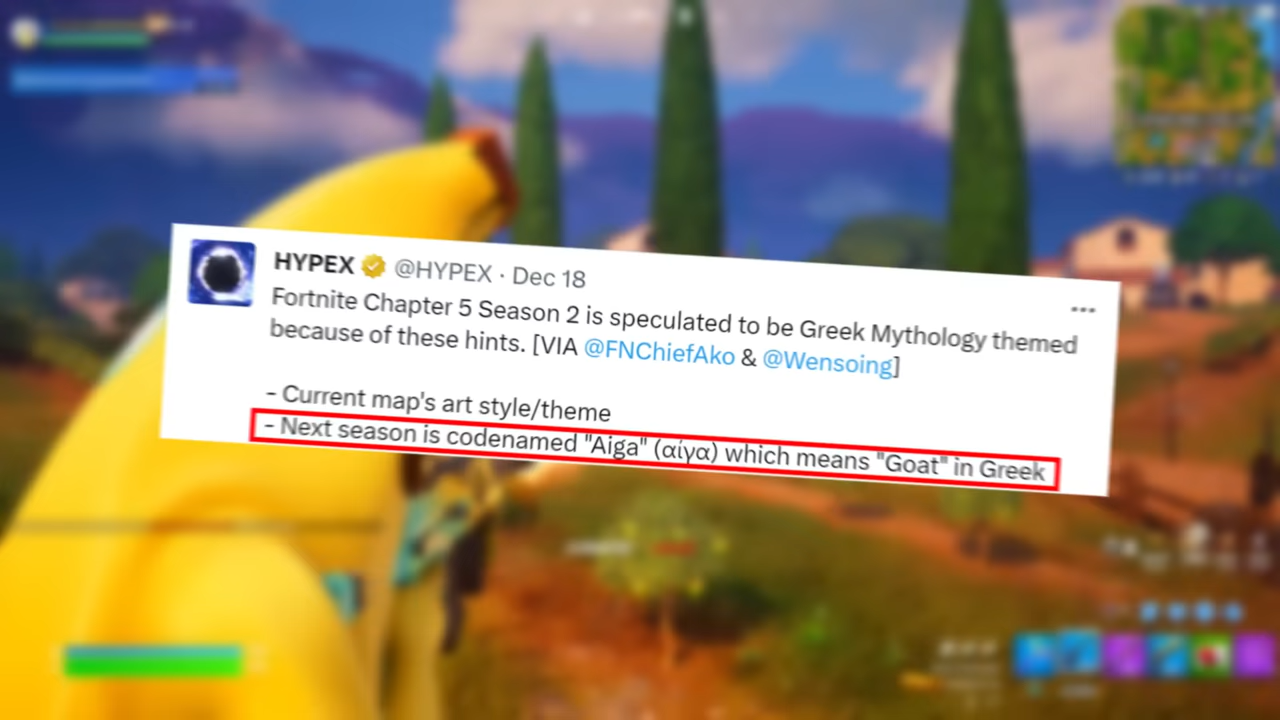 HYPEX @HYPEX · Dec 18
Fortnite Chapter 5 Season 2 is speculated to be Greek Mythology themed
because of these hints. [VIA @FNChiefAko & @Wensoing]
- Current map's art style/theme
- Next season is codenamed "Aiga" (αίγα) which means "Goat" in Greek